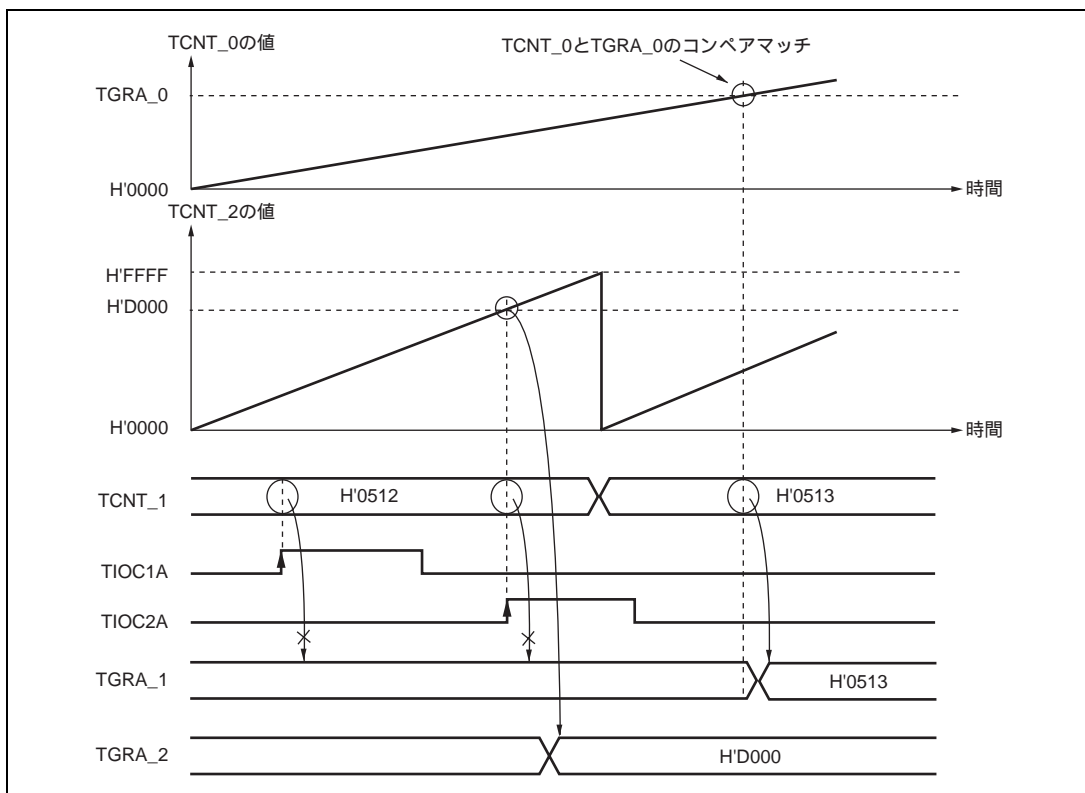 TCNT_0の値
TCNT_0とTGRA_0のコンペアマッチ
TGRA_0
H'0000
時間
TCNT_2の値
H'FFFF
H'D000
H'0000
時間
TCNT_1
H'0512
H'0513
TIOC1A
TIOC2A
TGRA_1
H'0513
TGRA_2
H'D000